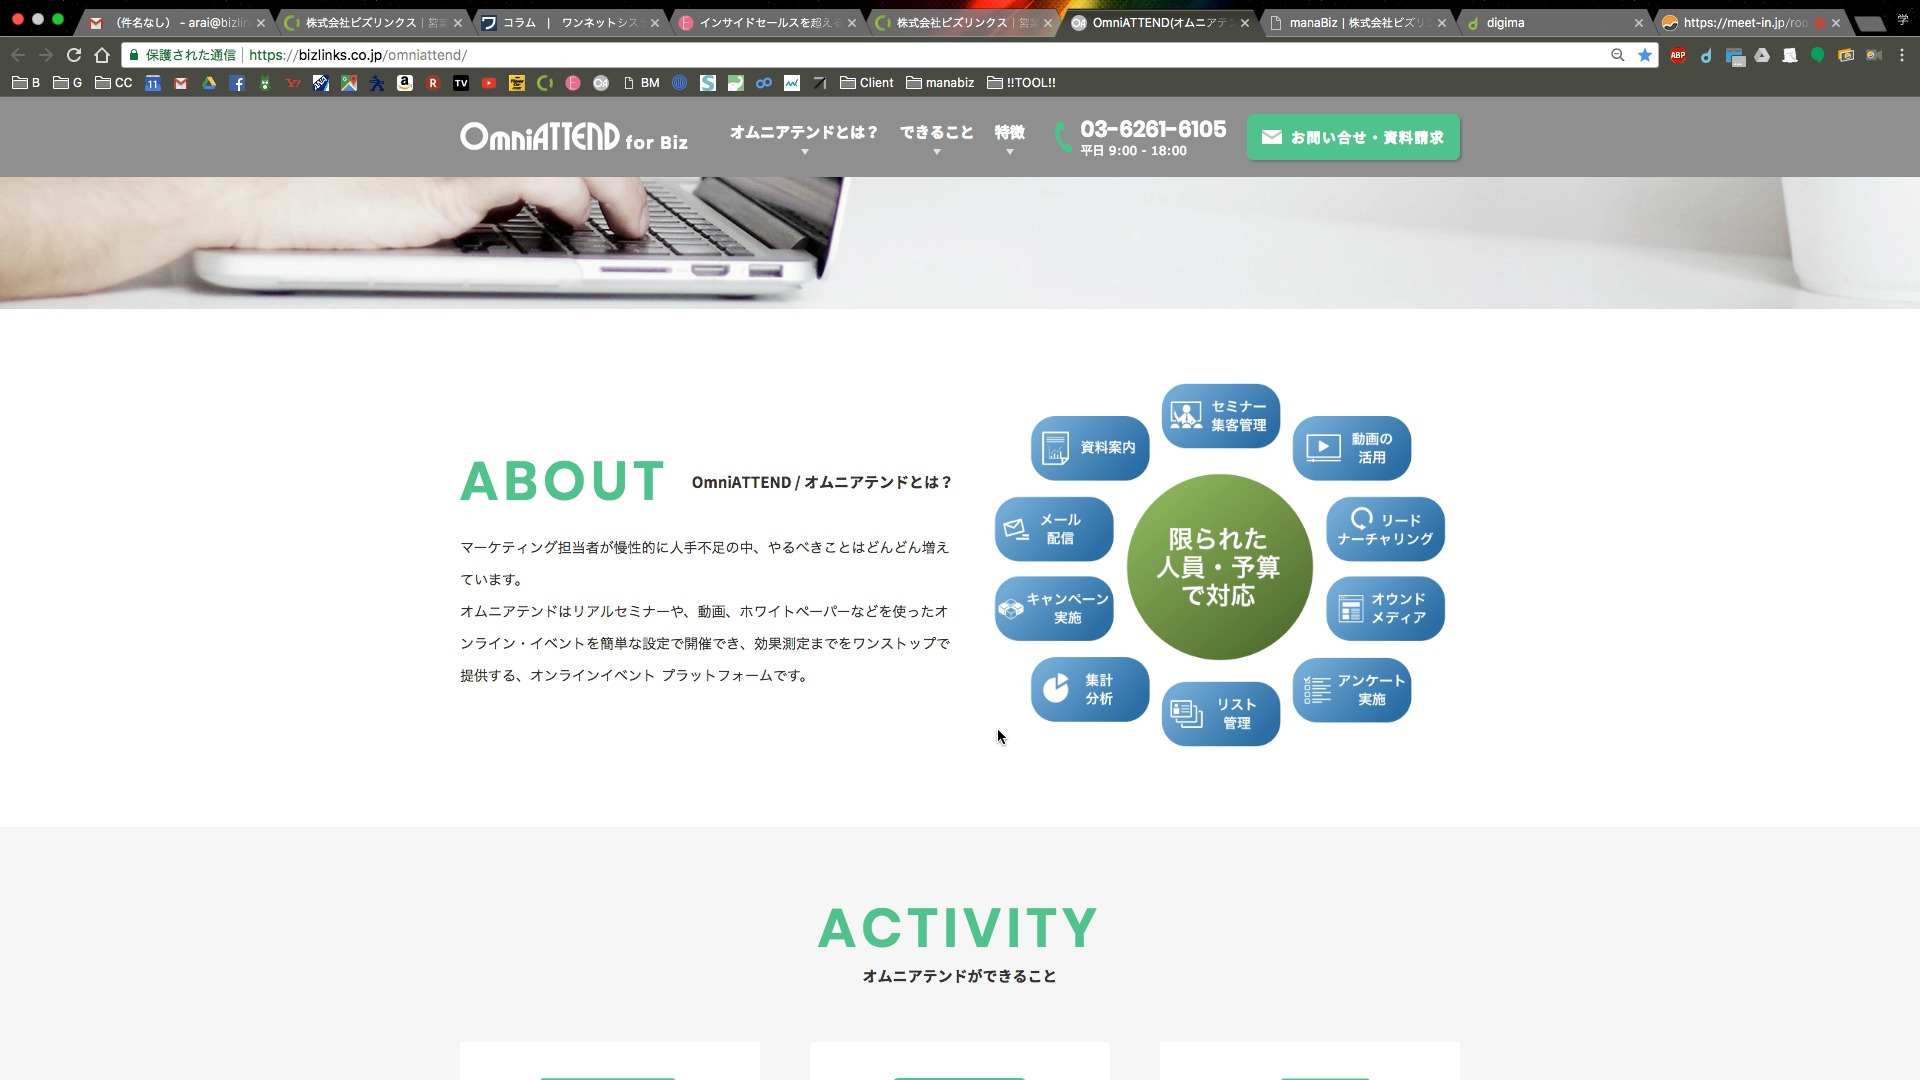 （件名なし） - arai@bizlin
株式会社ビズリンクス｜営業
コラム | ワンネットシス
インサイドセールスを超える
株式会社ビズリンクス｜営業
OmniATTEND(オムニアテン
manaBiz | 株式会社ビズリン
digima
https://meet-in.jp/roo
学
保護された通信
https://bizlinks.co.jp/omniattend/
ABP
B
G
CC
11
TV
BM
Client
manabiz
!!TOOL!!
OmniATTEND for Biz
オムニアテンドとは？
できること
特徴
03-6261-6105
平日 9:00 - 18:00
お問い合せ・資料請求
ABOUT
OmniATTEND / オムニアテンドとは？
マーケティング担当者が慢性的に人手不足の中、やるべきことはどんどん増え
ています。
オムニアテンドはリアルセミナーや、動画、ホワイトペーパーなどを使ったオ
ンライン・イベントを簡単な設定で開催でき、効果測定までをワンストップで
提供する、オンラインイベント プラットフォームです。
セミナー
集客管理
資料案内
動画の
活用
メール
配信
リード
ナーチャリング
限られた
人員・予算
で対応
キャンペーン
実施
オウンド
メディア
集計
分析
アンケート
実施
リスト
管理
ACTIVITY
オムニアテンドができること